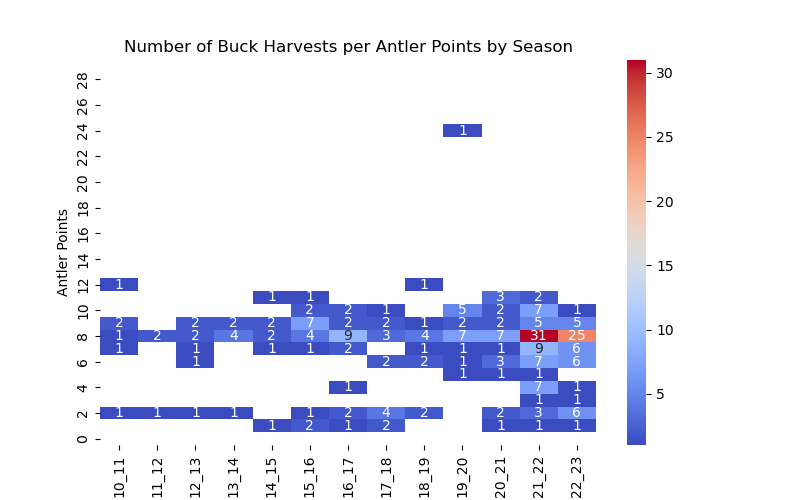 Number of Buck Harvests per Antler Points by Season
28
26
24 1
22
20
18
16
14
12 1 1
1 1 3 2
10 2 2 1 5 2 7 1
2 2 2 2 7 2 2 1 2 2 5 5
8 1 2 2 4 2 4 9 3 4 7 7 31 25
1 1 1 1 2 1 1 1 9 6
6 1 2 2 1 3 7 6
1 1 1
4 1 7 1
1 1
2 1 1 1 1 1 2 4 2 2 3 6
1 2 1 2 1 1 1
0
Antler Points
10_11 11_12 12_13 13_14 14_15 15_16 16_17 17_18 18_19 19_20 20_21 21_22 22_23
30
25
20
15
10
5